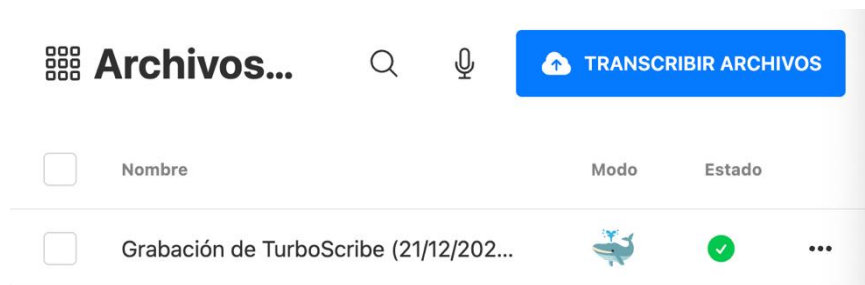 Archivos...
TRANSCRIBIR ARCHIVOS
Nombre Modo Estado
Grabación de TurboScribe (21/12/202...